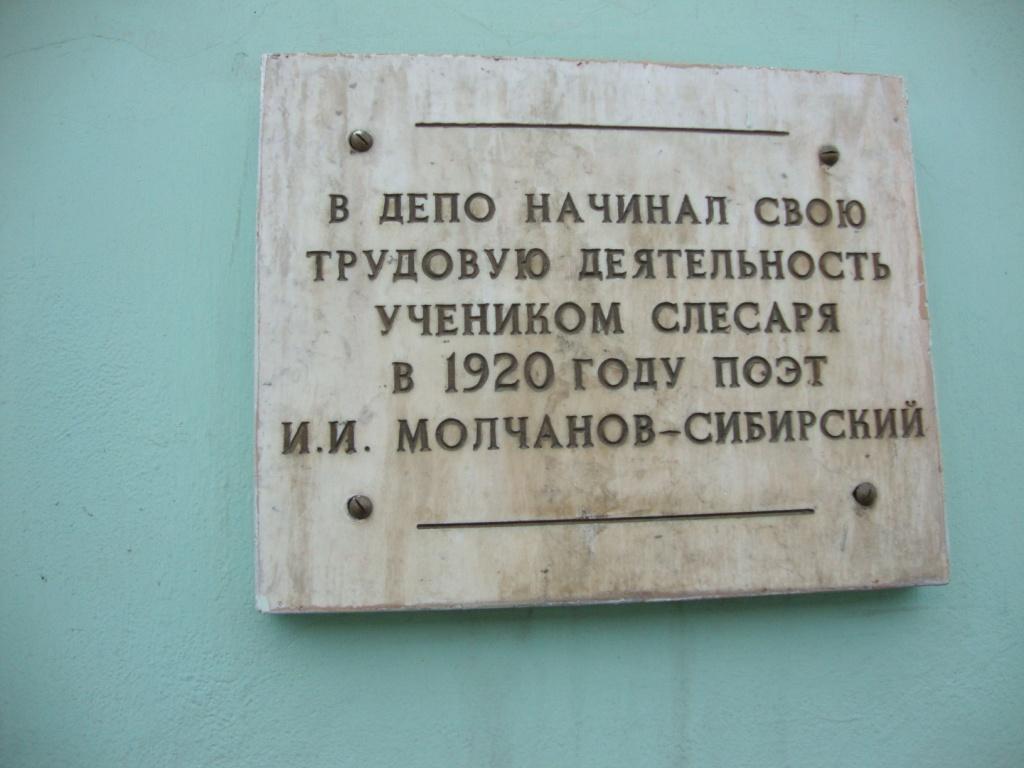 В ДЕПО НАЧИНАЛ СВОЮ
ТРУДОВУЮ ДЕЯТЕЛЬНОСТЬ
УЧЕНИКОМ СЛЕСАРЯ
В 1920 ГОДУ ПОЭТ
И.И. МОЛЧАНОВ-СИБИРСКИЙ